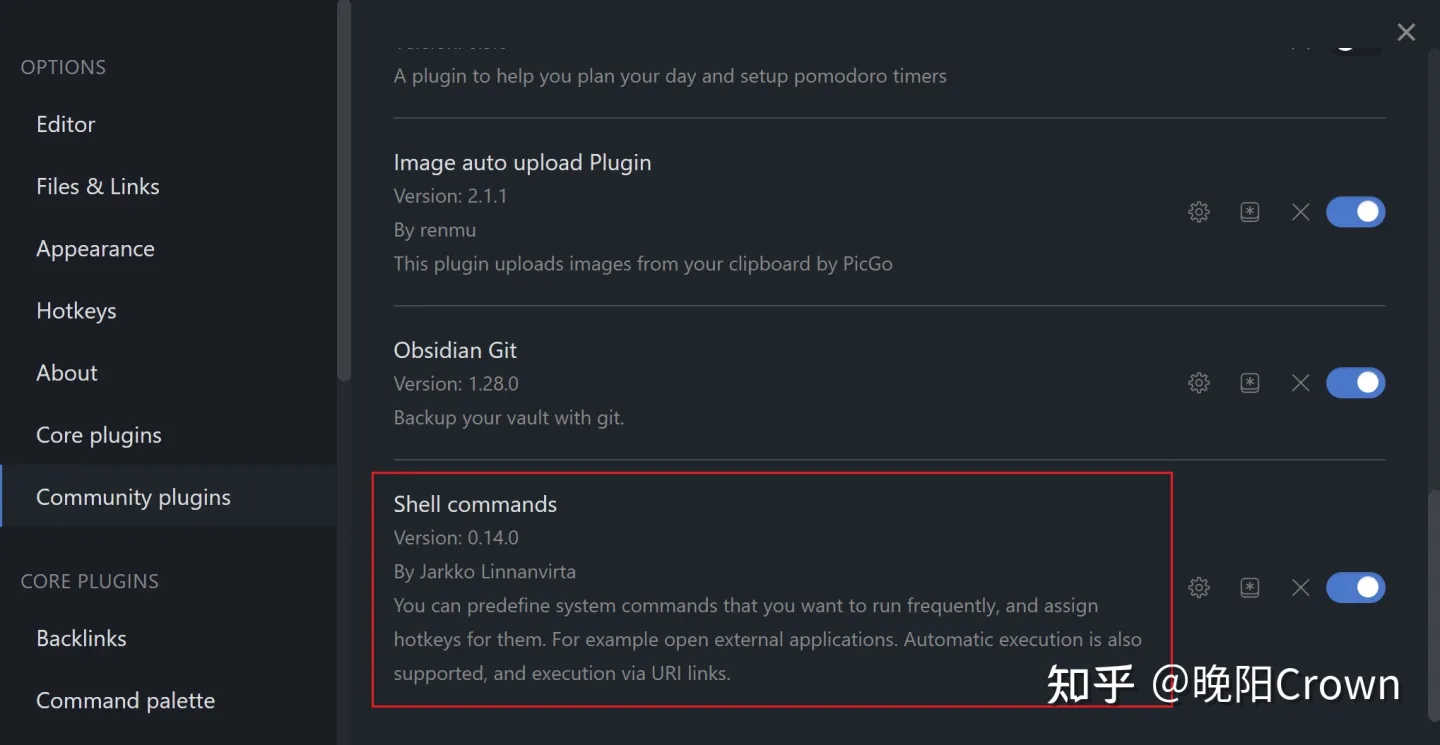 OPTIONS
Editor
Files & Links
Appearance
Hotkeys
About
Core plugins
Community plugins
CORE PLUGINS
Backlinks
Command palette
A plugin to help you plan your day and setup pomodoro timers
Image auto upload Plugin
Version: 2.1.1
By renmu
This plugin uploads images from your clipboard by PicGo
Obsidian Git
Version: 1.28.0
Backup your vault with git.
Shell commands
Version: 0.14.0
By Jarkko Linnanvirta
You can predefine system commands that you want to run frequently, and assign
hotkeys for them. For example open external applications. Automatic execution is also
supported, and execution via URI links.
知乎 @晚阳Crown